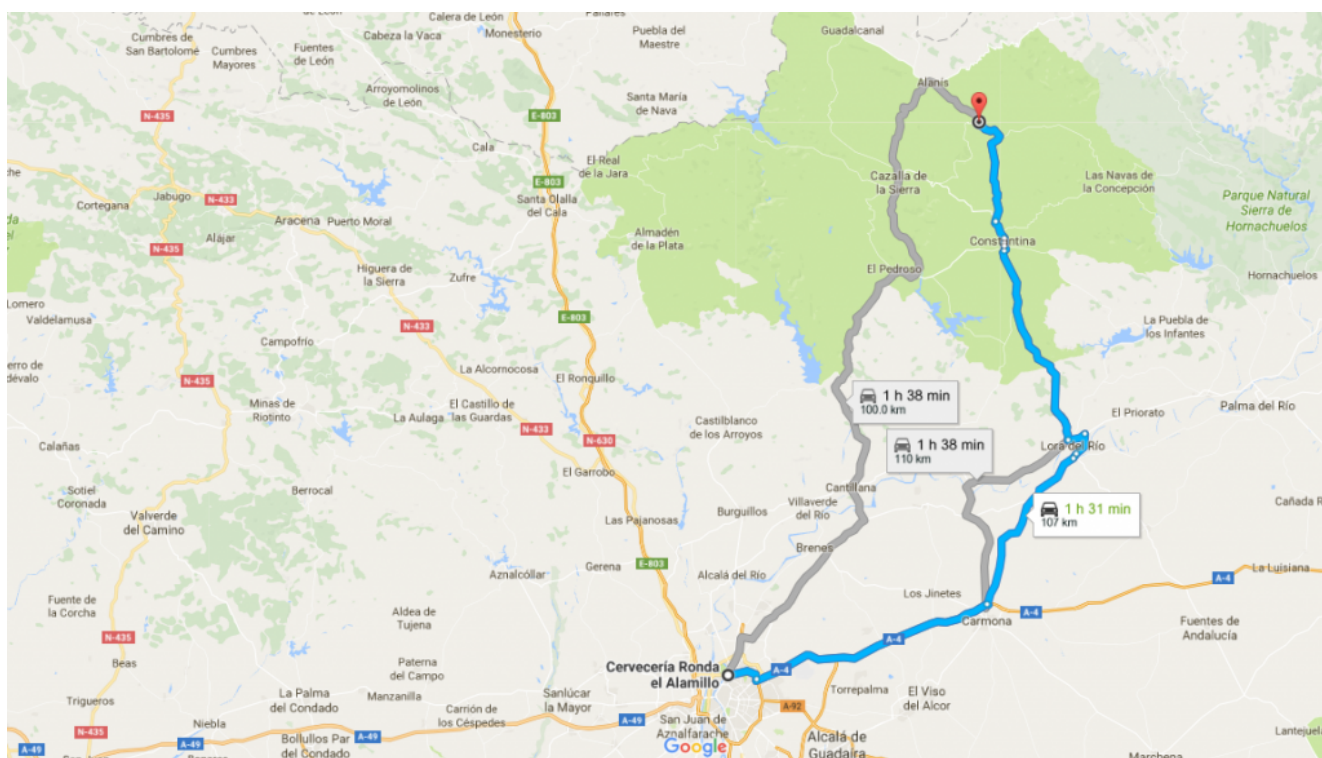 Cumbres de
San Bartolomé
Cumbres
Mayores
Fuentes
de León
Cabeza la Vaca
Calera de León
Monesterio
Pallares
Puebla del
Maestre
Guadalcanal
Arroyomolinos
de León
Santa María
de Nava
Alanís
N-435
E-803
Cala
El Real
de la Jara
Cazalla de
la Sierra
Las Navas de
la Concepción
Parque Natural
Sierra de
Hornachuelos
Cortegana
Jabugo
N-433
E-803
Santa Olalla
del Cala
Aracena
Puerto Moral
Alájar
N-435
Almadén
de la Plata
Constantina
El Pedroso
Hornachuelos
Higuera de
la Sierra
Zufre
Lomero
Valdelamusa
E-803
N-433
Campofrío
La Puebla de
los Infantes
La Alcornocosa
El Ronquillo
N-435
1 h 38 min
100.0 km
Minas de
Riotinto
La Aulaga
El Castillo de
las Guardas
N-433
N-630
Castilblanco
de los Arroyos
El Priorato
Palma del Río
Calañas
1 h 38 min
110 km
Lora del Río
El Garrobo
Sotiel
Coronada
Berrocal
Cantillana
Villaverde
del Río
Burguillos
1 h 31 min
107 km
Cañada R
Valverde
del Camino
Las Pajanosas
Brenes
Aznalcóllar
Gerena
E-803
Alcalá del Río
Los Jinetes
A-4
La Luisiana
Fuente de
la Corcha
Aldea de
Tujena
A-4
Carmona
Fuentes de
Andalucía
N-435
A-4
Beas
Paterna
del Campo
Cervecería Ronda
el Alamillo
A-4
Torrepalma
El Viso
del Alcor
Trigueros
La Palma
del Condado
Manzanilla
Sanlúcar
la Mayor
A-92
Niebla
Carrión de
los Céspedes
A-49
San Juan de
Aznalfarache
N-435
A-49
Bollullos Par
del Condado
A-49
Google
Alcalá de
Guadaíra
Marchena
Lantejuel